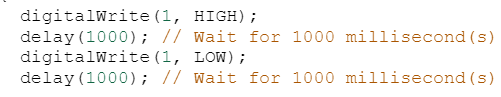 digitalWrite(1, HIGH);
delay(1000); // Wait for 1000 millisecond(s)
digitalWrite(1, LOW);
delay(1000); // Wait for 1000 millisecond(s)